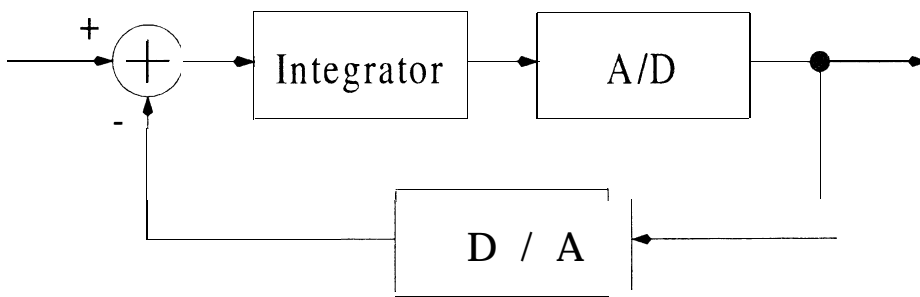 +
Integrator
A/D
-
D / A